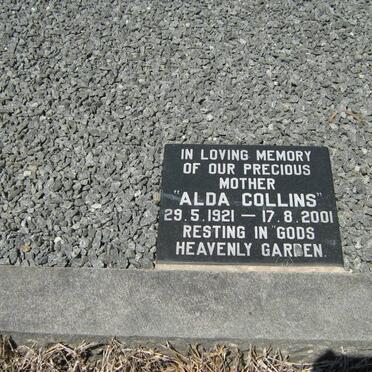 IN LOVING MEMORY
OF OUR PRECIOUS
MOTHER
"ALDA COLLINS"
29.5.1921 — 17.8.2001
RESTING IN GODS
HEAVENLY GARDEN